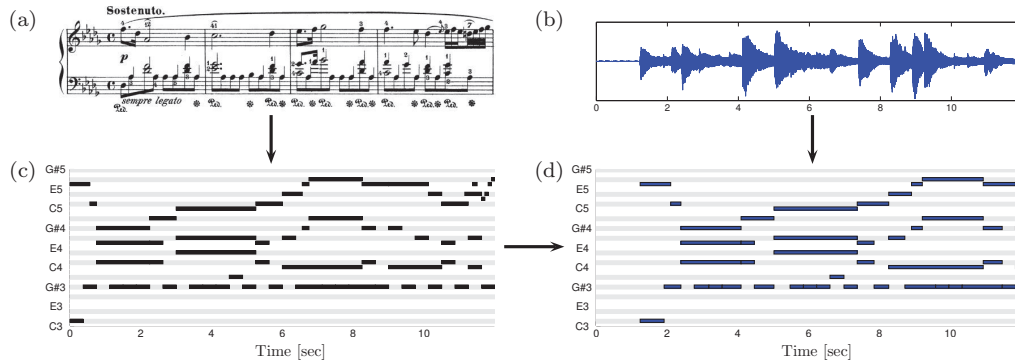 (a)
Sostenuto.
p
sempre legato
(b)
0 2 4 6 8 10
(c)
G#5
E5
C5
G#4
E4
C4
G#3
E3
C3
0 2 4 6 8 10
Time [sec]
(d)
G#5
E5
C5
G#4
E4
C4
G#3
E3
C3
0 2 4 6 8 10
Time [sec]